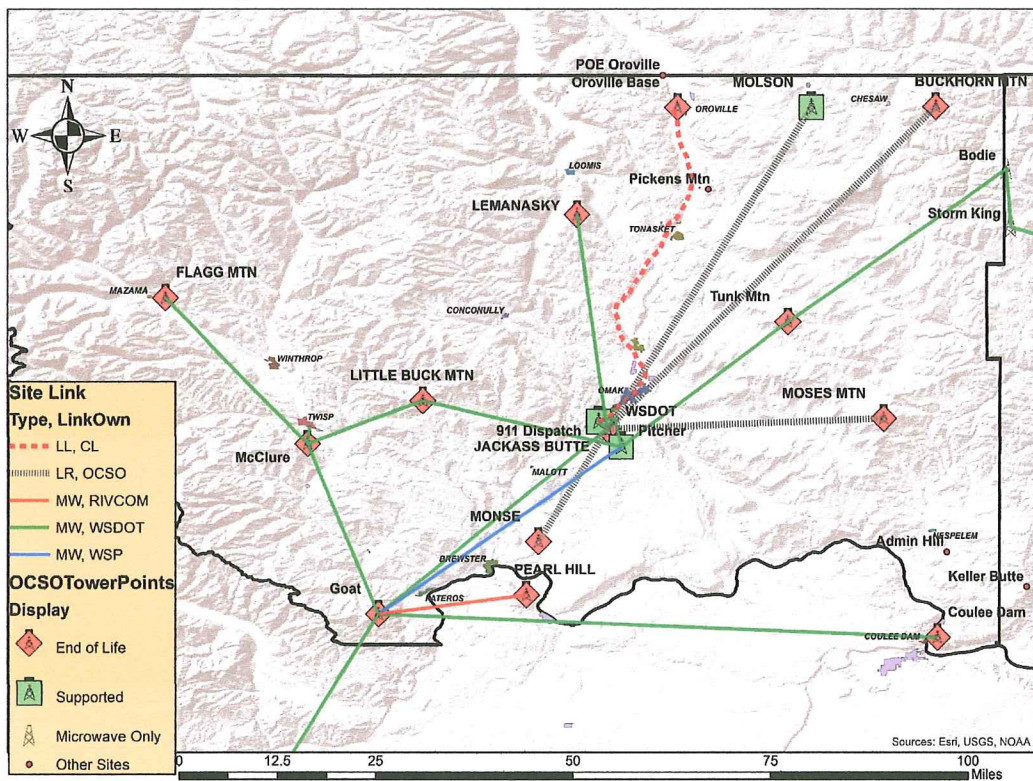 POE Oroville
Oroville Base
MOLSON
BUCKHORN MTN
N
W
E
S
OROVILLE
CHESAW
LOOMIS
Bodie
Pickens Mtn
LEMANASKY
Storm King
TONASKET
FLAGG MTN
MAZAMA
CONCONULLY
Tunk Mtn
WINTHROP
LITTLE BUCK MTN
OMAK
MOSES MTN
TWISP
WSDOT
911 Dispatch
Pitcher
JACKASS BUTTE
McClure
MALOTT
MONSE
NESPELEM
Admin Hill
BREWSTER
PEARL HILL
Keller Butte
Goat
PATEROS
Coulee Dam
COULEE DAM
Site Link
Type, LinkOwn
LL, CL
LR, OCSO
MW, RIVCOM
MW, WSDOT
MW, WSP
OCSOTowerPoints
Display
End of Life
Supported
Microwave Only
Other Sites
Sources: Esri, USGS, NOAA
0 12.5 25 50 75 100
Miles